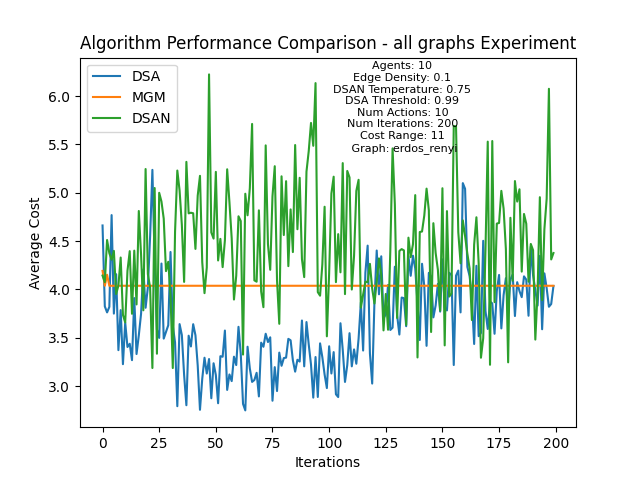 Algorithm Performance Comparison - all graphs Experiment
DSA
MGM
DSAN
Agents: 10
Edge Density: 0.1
DSAN Temperature: 0.75
DSA Threshold: 0.99
Num Actions: 10
Num Iterations: 200
Cost Range: 11
Graph: erdos_renyi
Average Cost
6.0
5.5
5.0
4.5
4.0
3.5
3.0
0 25 50 75 100 125 150 175 200
Iterations